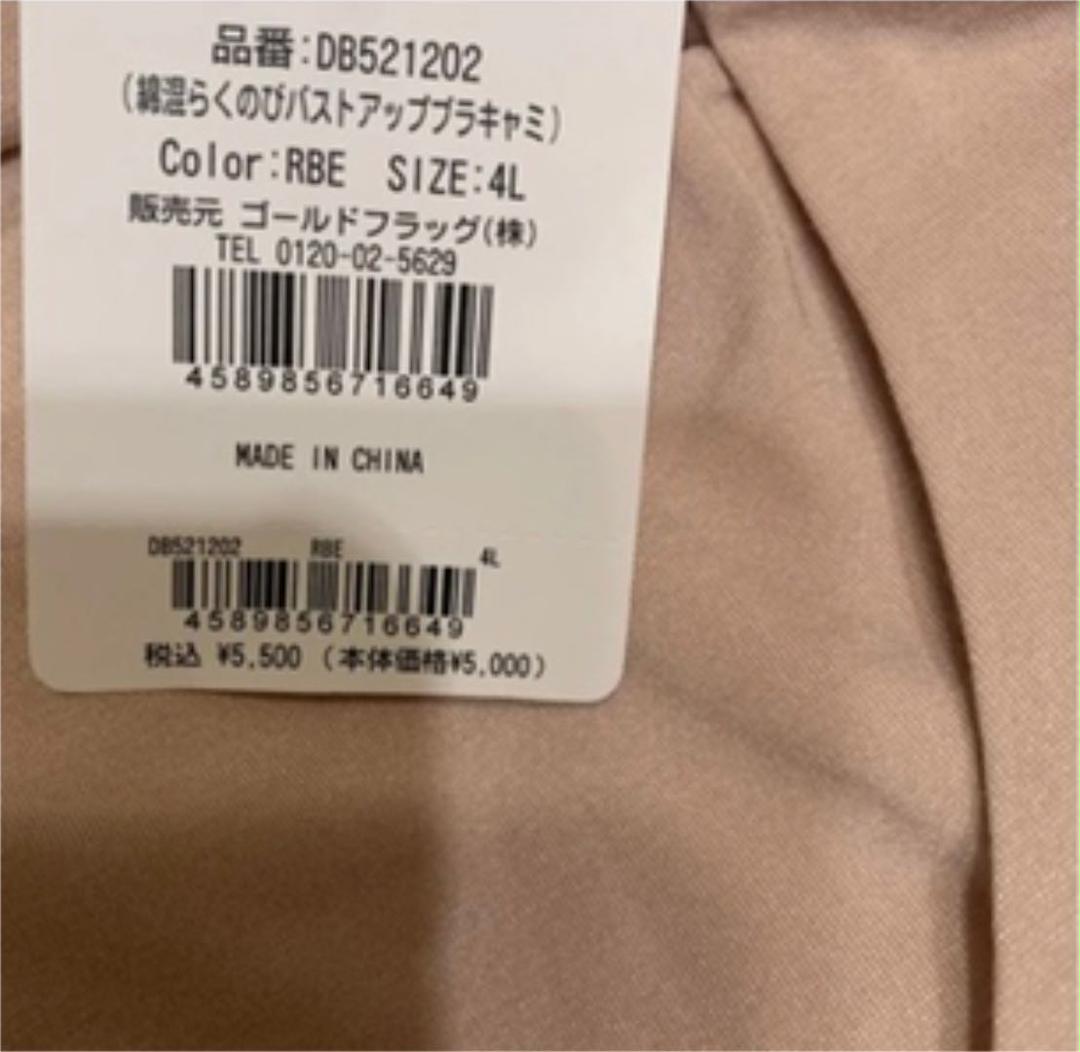 品番:DB521202
(綿混らくのびバストアップブラキャミ)
Color:RBE SIZE:4L
販売元 ゴールドフラッグ(株)
TEL 0120-02-5629
4589856716649
MADE IN CHINA
DB521202 RBE 4L
4589856716649
税込 ¥5,500 (本体価格¥5,000)